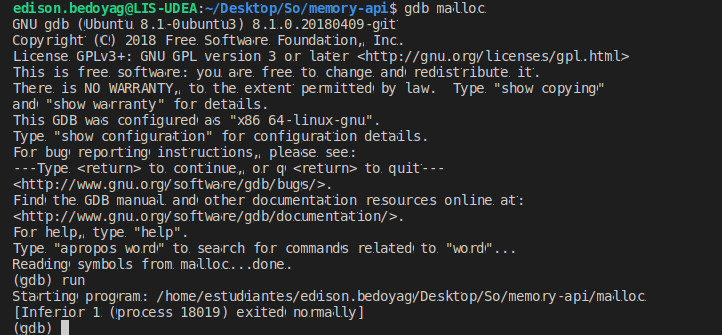 edison.bedoyag@LIS-UDEA:~/Desktop/So/memory-api$ gdb malloc
GNU gdb (Ubuntu 8.1-0ubuntu3) 8.1.0.20180409-git
Copyright (C) 2018 Free Software Foundation, Inc.
License GPLv3+: GNU GPL version 3 or later <http://gnu.org/licenses/gpl.html>
This is free software: you are free to change and redistribute it.
There is NO WARRANTY, to the extent permitted by law.  Type "show copying"
and "show warranty" for details.
This GDB was configured as "x86_64-linux-gnu".
Type "show configuration" for configuration details.
For bug reporting instructions, please see:
---Type <return> to continue, or q <return> to quit---
<http://www.gnu.org/software/gdb/bugs/>.
Find the GDB manual and other documentation resources online at:
<http://www.gnu.org/software/gdb/documentation/>.
For help, type "help".
Type "apropos word" to search for commands related to "word"...
Reading symbols from malloc...done.
(gdb) run
Starting program: /home/estudiantes/edison.bedoyag/Desktop/So/memory-api/malloc
[Inferior 1 (process 18019) exited normally]
(gdb)